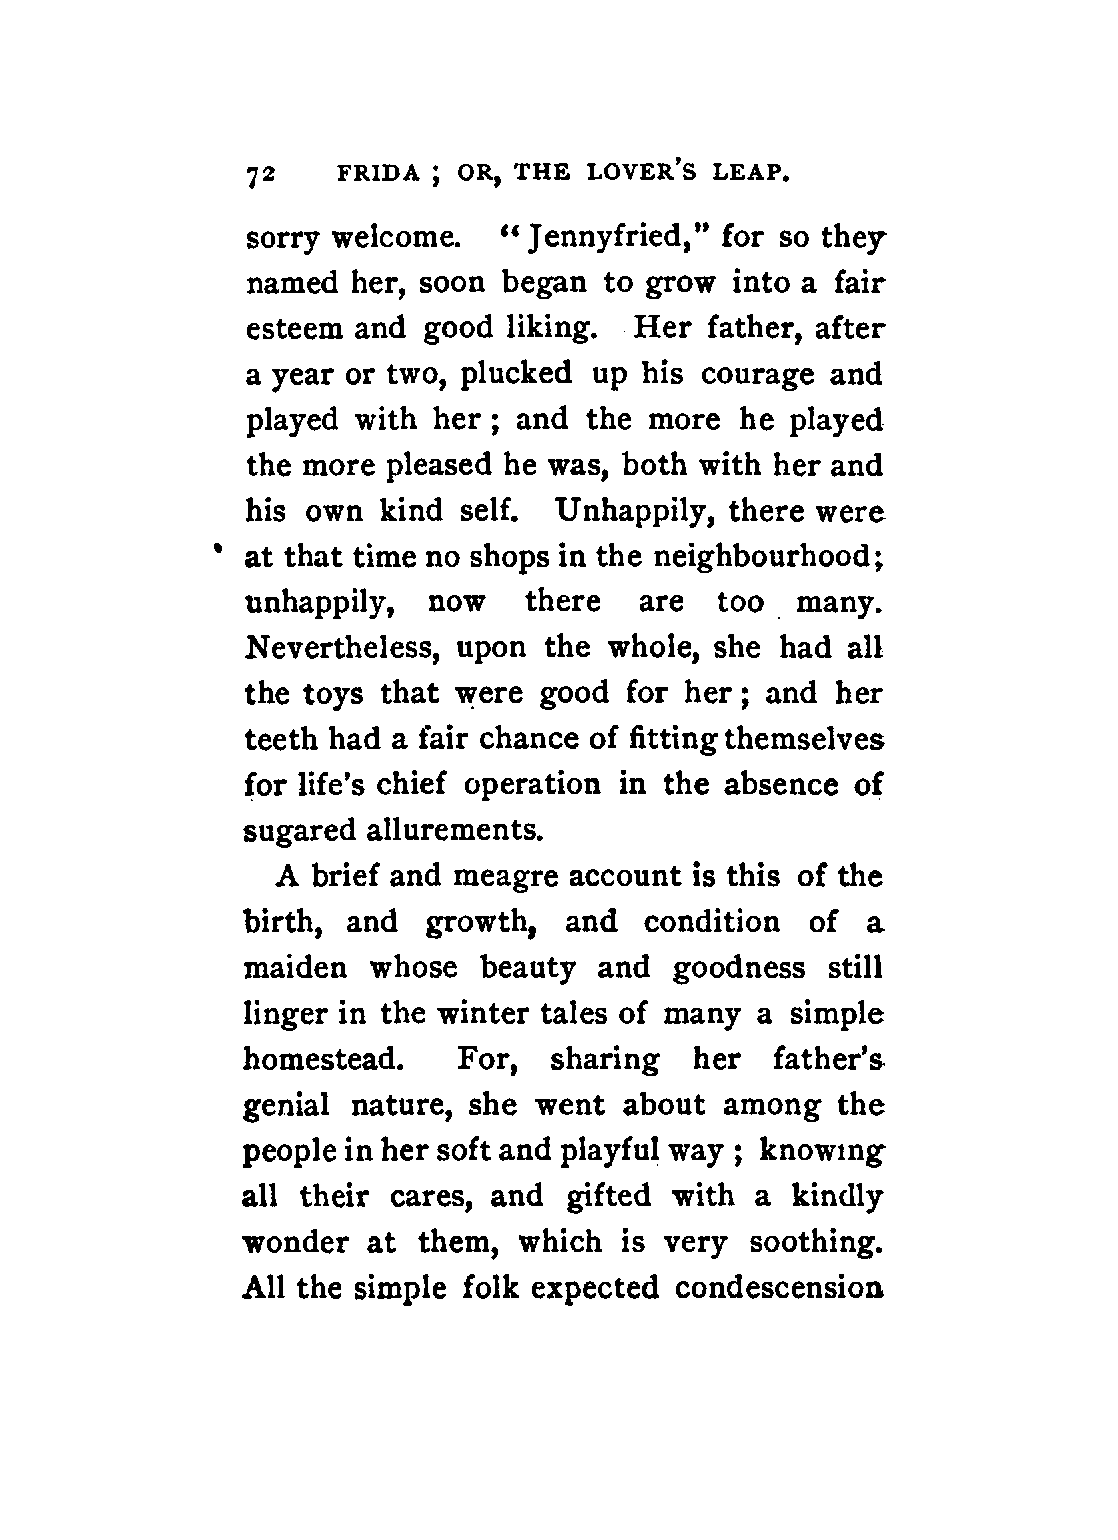 72 FRIDA ; OR, THE LOVER'S LEAP.
sorry welcome. “ Jennyfried,” for so they
named her, soon began to grow into a fair
esteem and good liking. Her father, after
a year or two, plucked up his courage and
played with her ; and the more he played
the more pleased he was, both with her and
his own kind self. Unhappily, there were
at that time no shops in the neighbourhood;
unhappily, now there are too many.
Nevertheless, upon the whole, she had all
the toys that were good for her ; and her
teeth had a fair chance of fitting themselves
for life's chief operation in the absence of
sugared allurements.
A brief and meagre account is this of the
birth, and growth, and condition of a
maiden whose beauty and goodness still
linger in the winter tales of many a simple
homestead. For, sharing her father's
genial nature, she went about among the
people in her soft and playful way ; knowing
all their cares, and gifted with a kindly
wonder at them, which is very soothing.
All the simple folk expected condescension